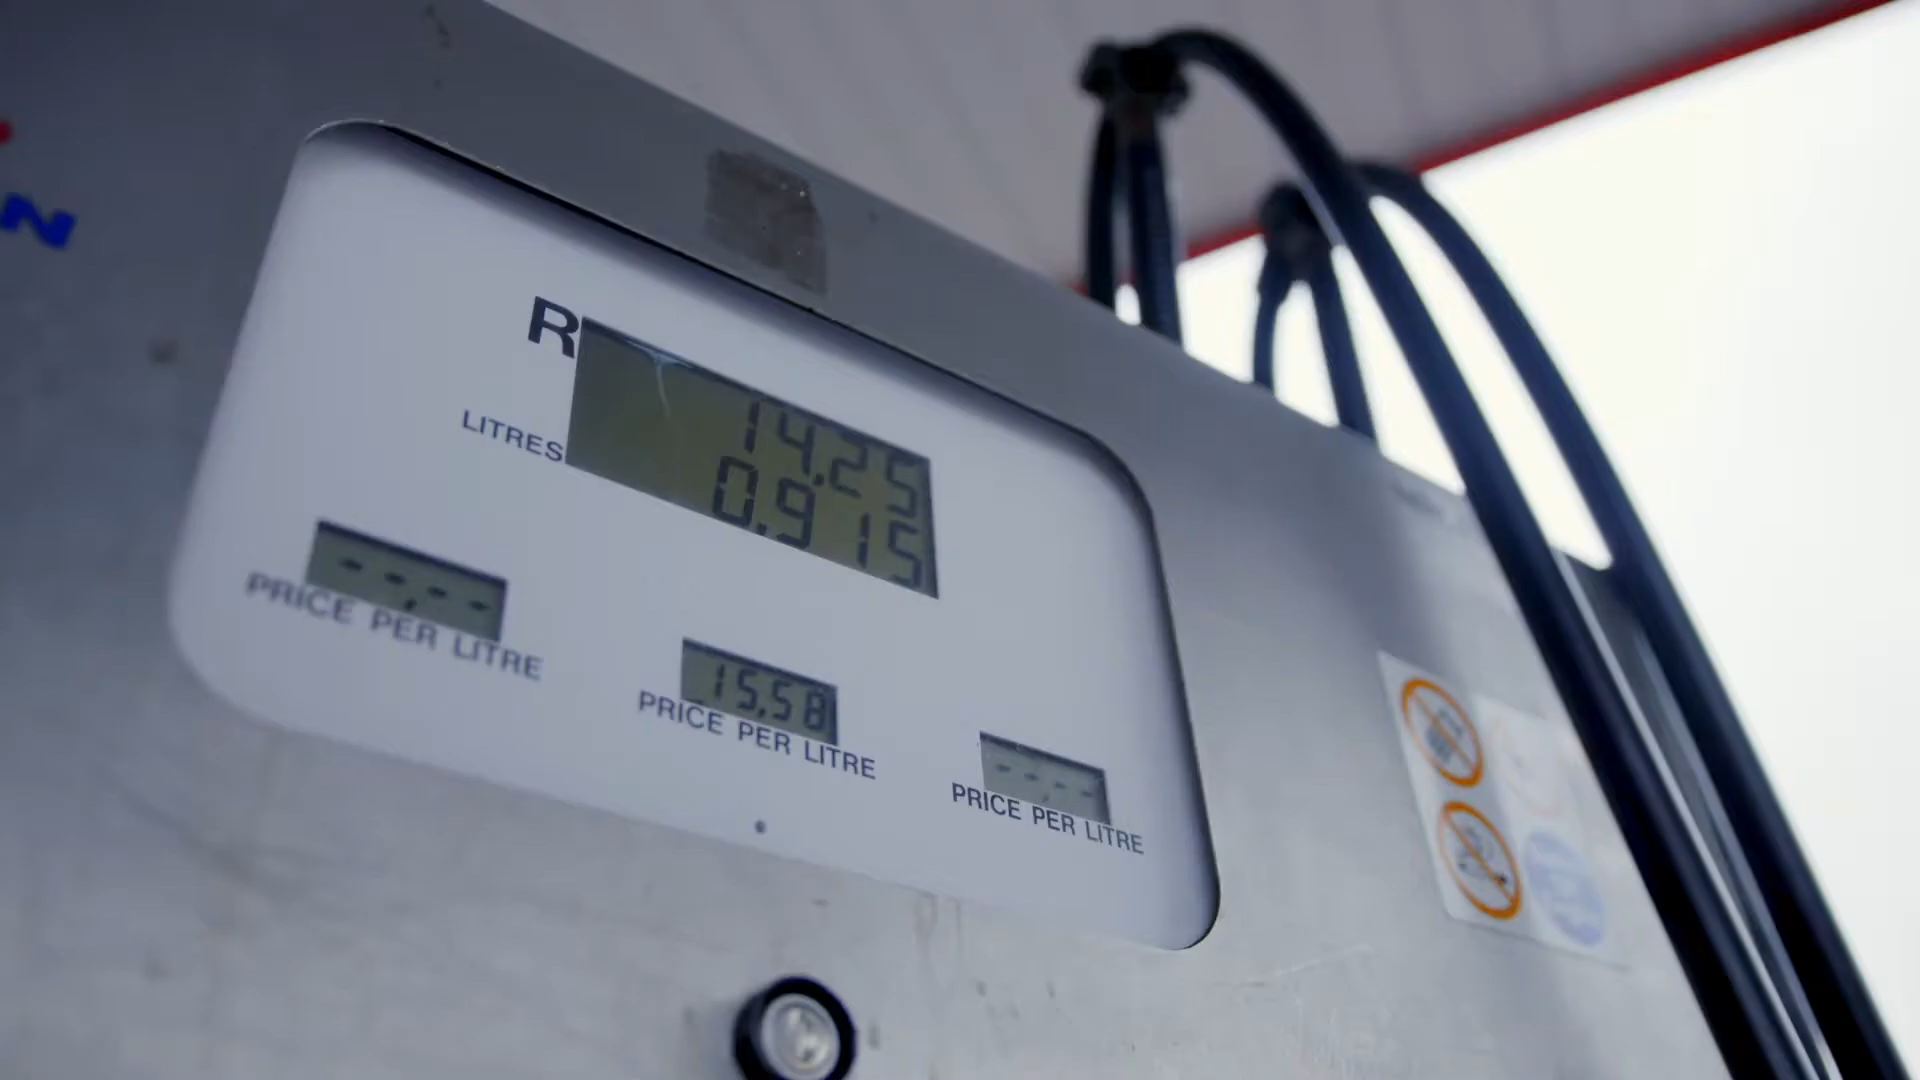 N
R 14,25
LITRES 0,915
--,--
PRICE PER LITRE
15,58
PRICE PER LITRE
--,--
PRICE PER LITRE